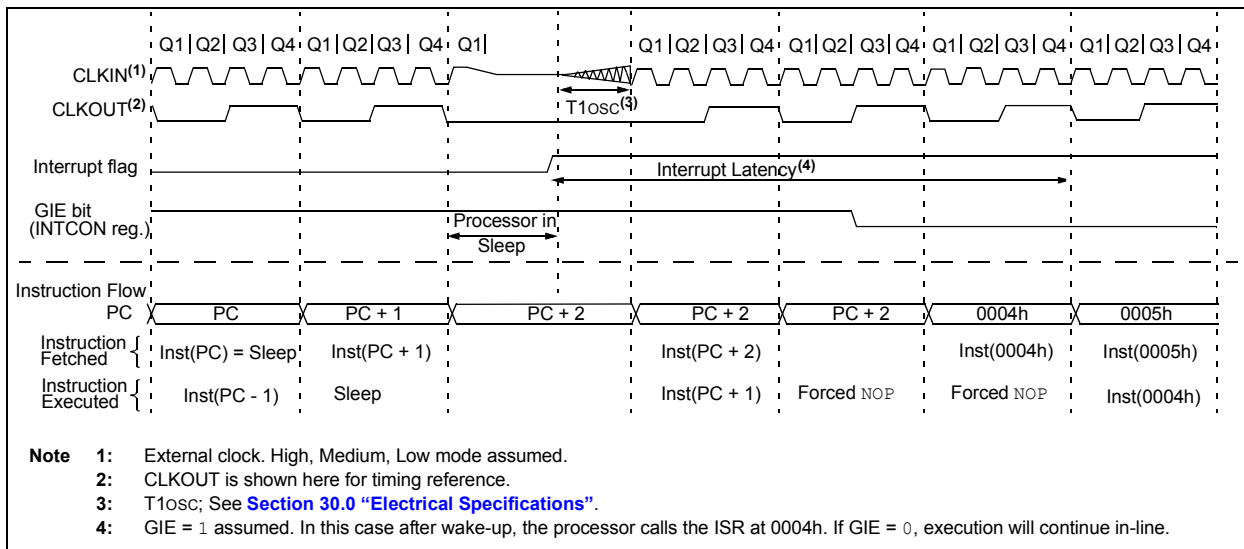 Q1 Q2 Q3 Q4 Q1 Q2 Q3 Q4 Q1 Q1 Q2 Q3 Q4 Q1 Q2 Q3 Q4 Q1 Q2 Q3 Q4 Q1 Q2 Q3 Q4
CLKIN(1)
CLKOUT(2) T1OSC(3)
Interrupt flag Interrupt Latency(4)
GIE bit
(INTCON reg.)
Processor in
Sleep
Instruction Flow
PC PC PC + 1 PC + 2 PC + 2 PC + 2 0004h 0005h
Instruction
Fetched { Inst(PC) = Sleep Inst(PC + 1) Inst(PC + 2) Inst(0004h) Inst(0005h)
Instruction
Executed { Inst(PC - 1) Sleep Inst(PC + 1) Forced NOP Forced NOP Inst(0004h)
Note 1: External clock. High, Medium, Low mode assumed.
2: CLKOUT is shown here for timing reference.
3: T1OSC; See Section 30.0 “Electrical Specifications”.
4: GIE = 1 assumed. In this case after wake-up, the processor calls the ISR at 0004h. If GIE = 0, execution will continue in-line.